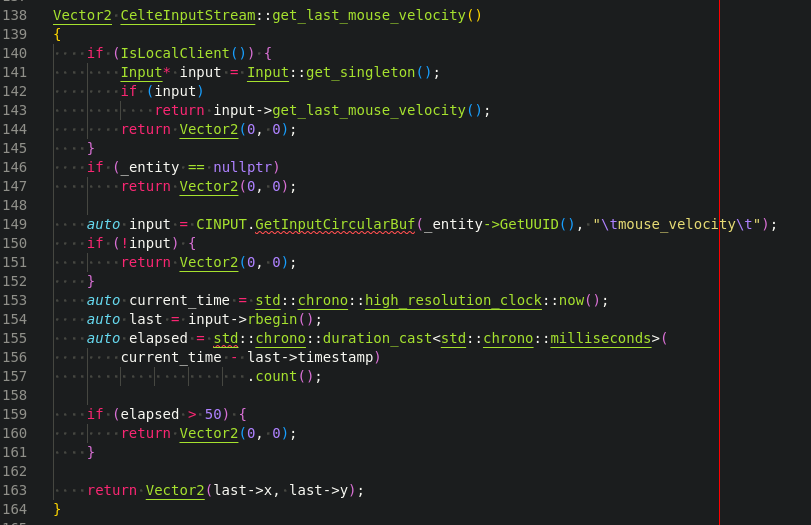 138 Vector2 CelteInputStream::get_last_mouse_velocity()
139 {
140     if (IsLocalClient()) {
141         Input* input = Input::get_singleton();
142         if (input)
143             return input->get_last_mouse_velocity();
144         return Vector2(0, 0);
145     }
146     if (_entity == nullptr)
147         return Vector2(0, 0);
148
149     auto input = CINPUT.GetInputCircularBuf(_entity->GetUUID(), "\tmouse_velocity\t");
150     if (!input) {
151         return Vector2(0, 0);
152     }
153     auto current_time = std::chrono::high_resolution_clock::now();
154     auto last = input->rbegin();
155     auto elapsed = std::chrono::duration_cast<std::chrono::milliseconds>(
156         current_time - last->timestamp)
157                        .count();
158
159     if (elapsed > 50) {
160         return Vector2(0, 0);
161     }
162
163     return Vector2(last->x, last->y);
164 }